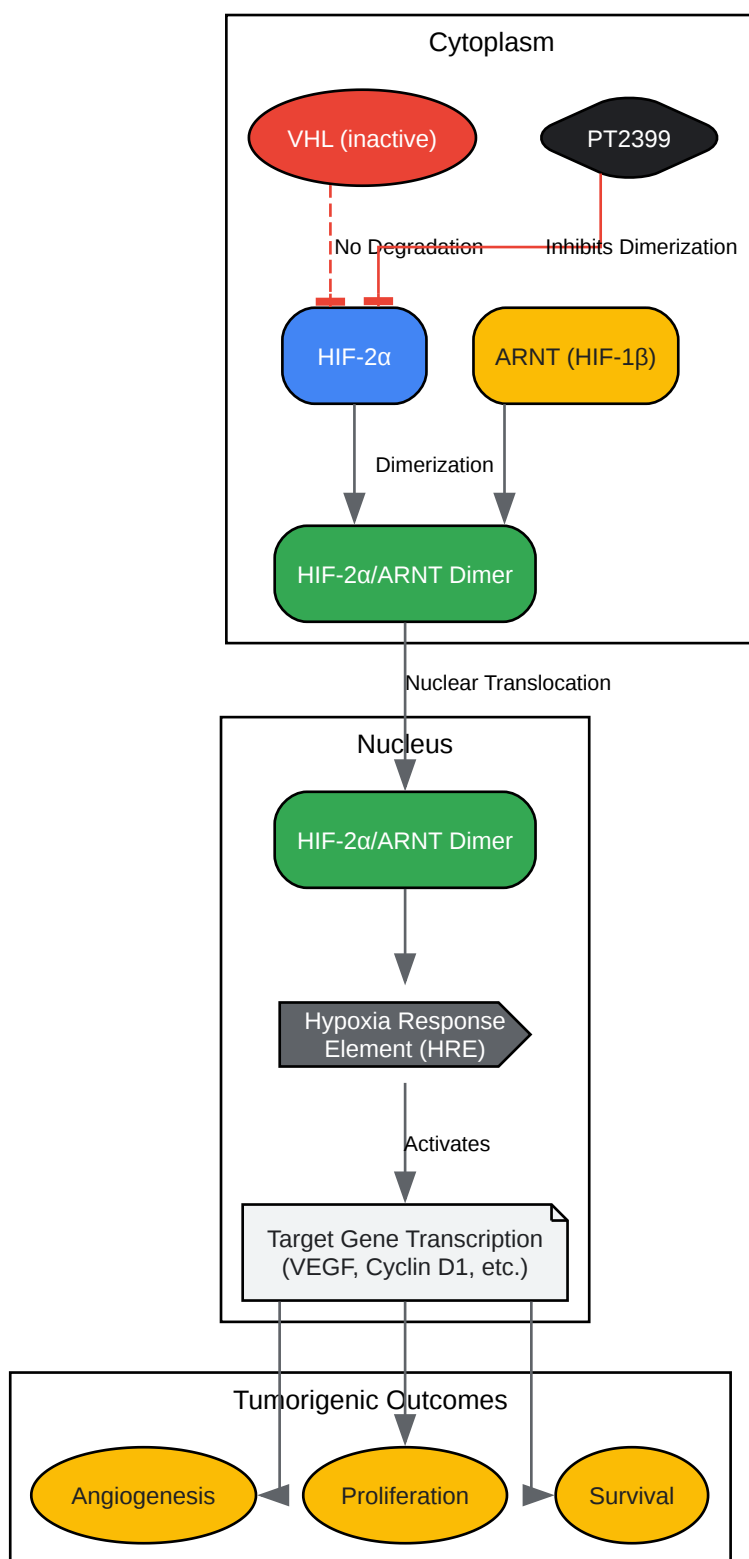 Cytoplasm
VHL (inactive)
PT2399
No Degradation
Inhibits Dimerization
HIF-2α
ARNT (HIF-1β)
Dimerization
HIF-2α/ARNT Dimer
Nuclear Translocation
Nucleus
HIF-2α/ARNT Dimer
Hypoxia Response
Element (HRE)
Activates
Target Gene Transcription
(VEGF, Cyclin D1, etc.)
Tumorigenic Outcomes
Angiogenesis
Proliferation
Survival